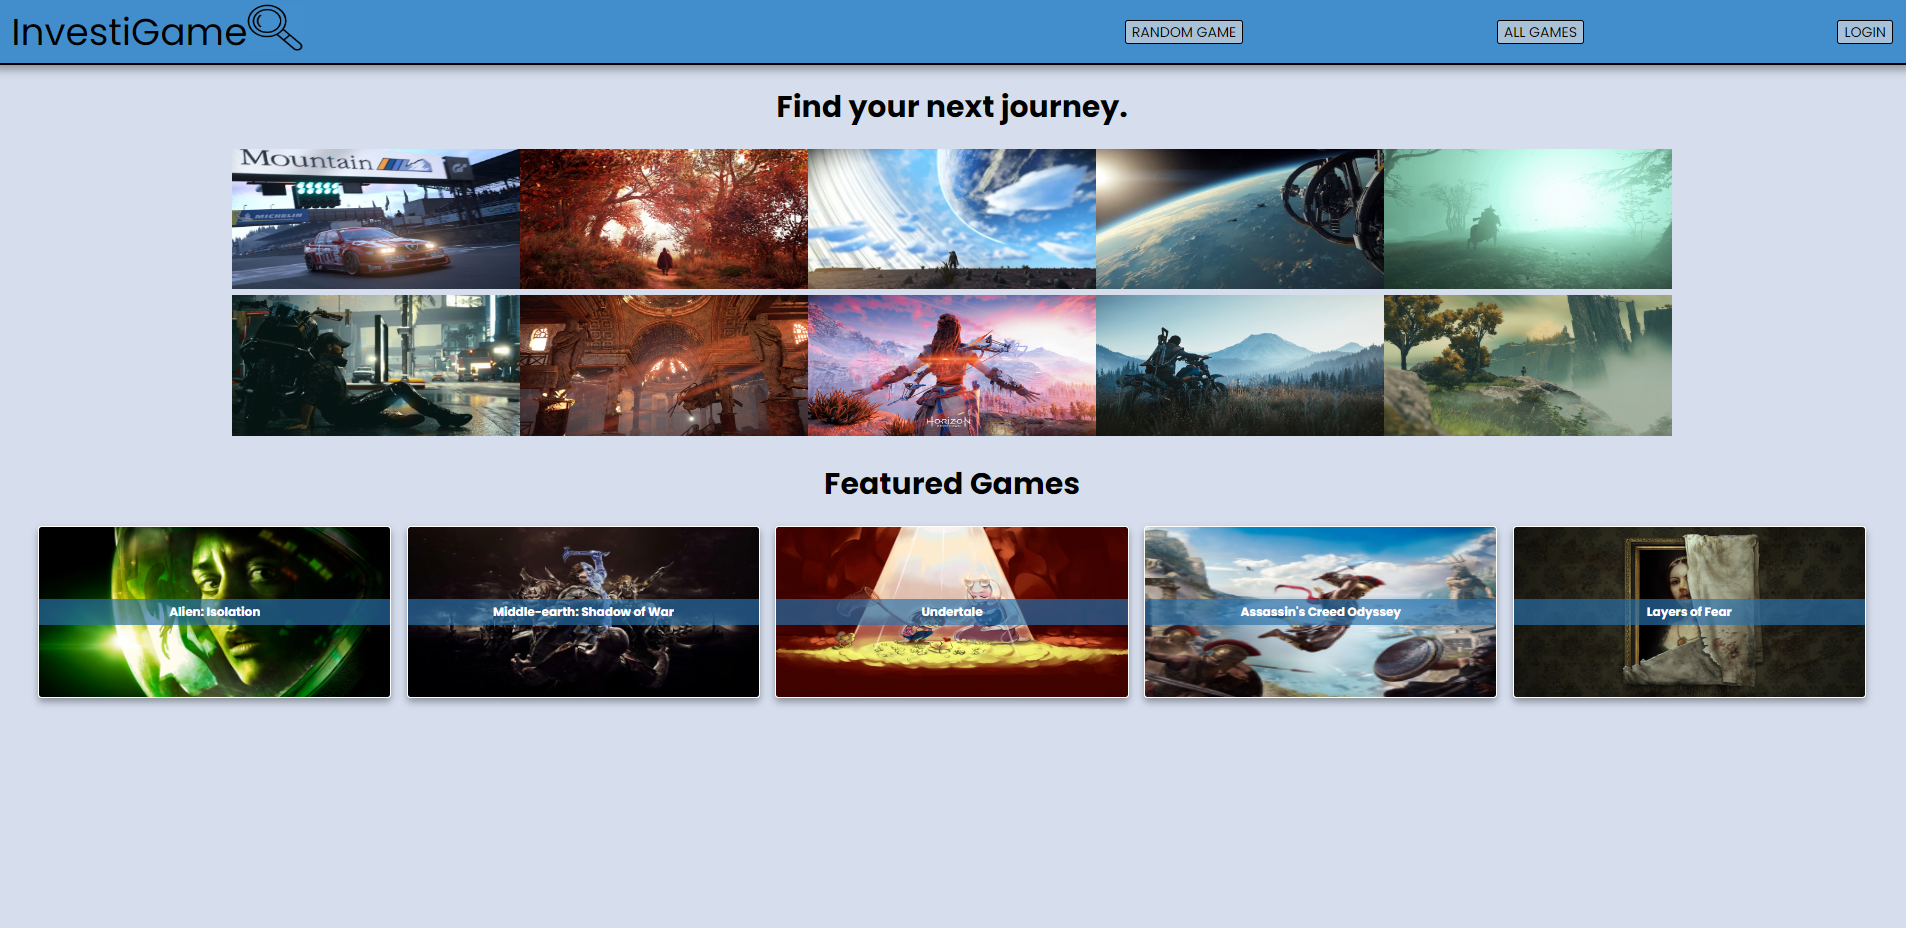 InvestiGame
RANDOM GAME
ALL GAMES
LOGIN
Find your next journey.
Mountain
MICHELIN
HORIZON
Featured Games
Alien: Isolation
Middle-earth: Shadow of War
Undertale
Assassin's Creed Odyssey
Layers of Fear